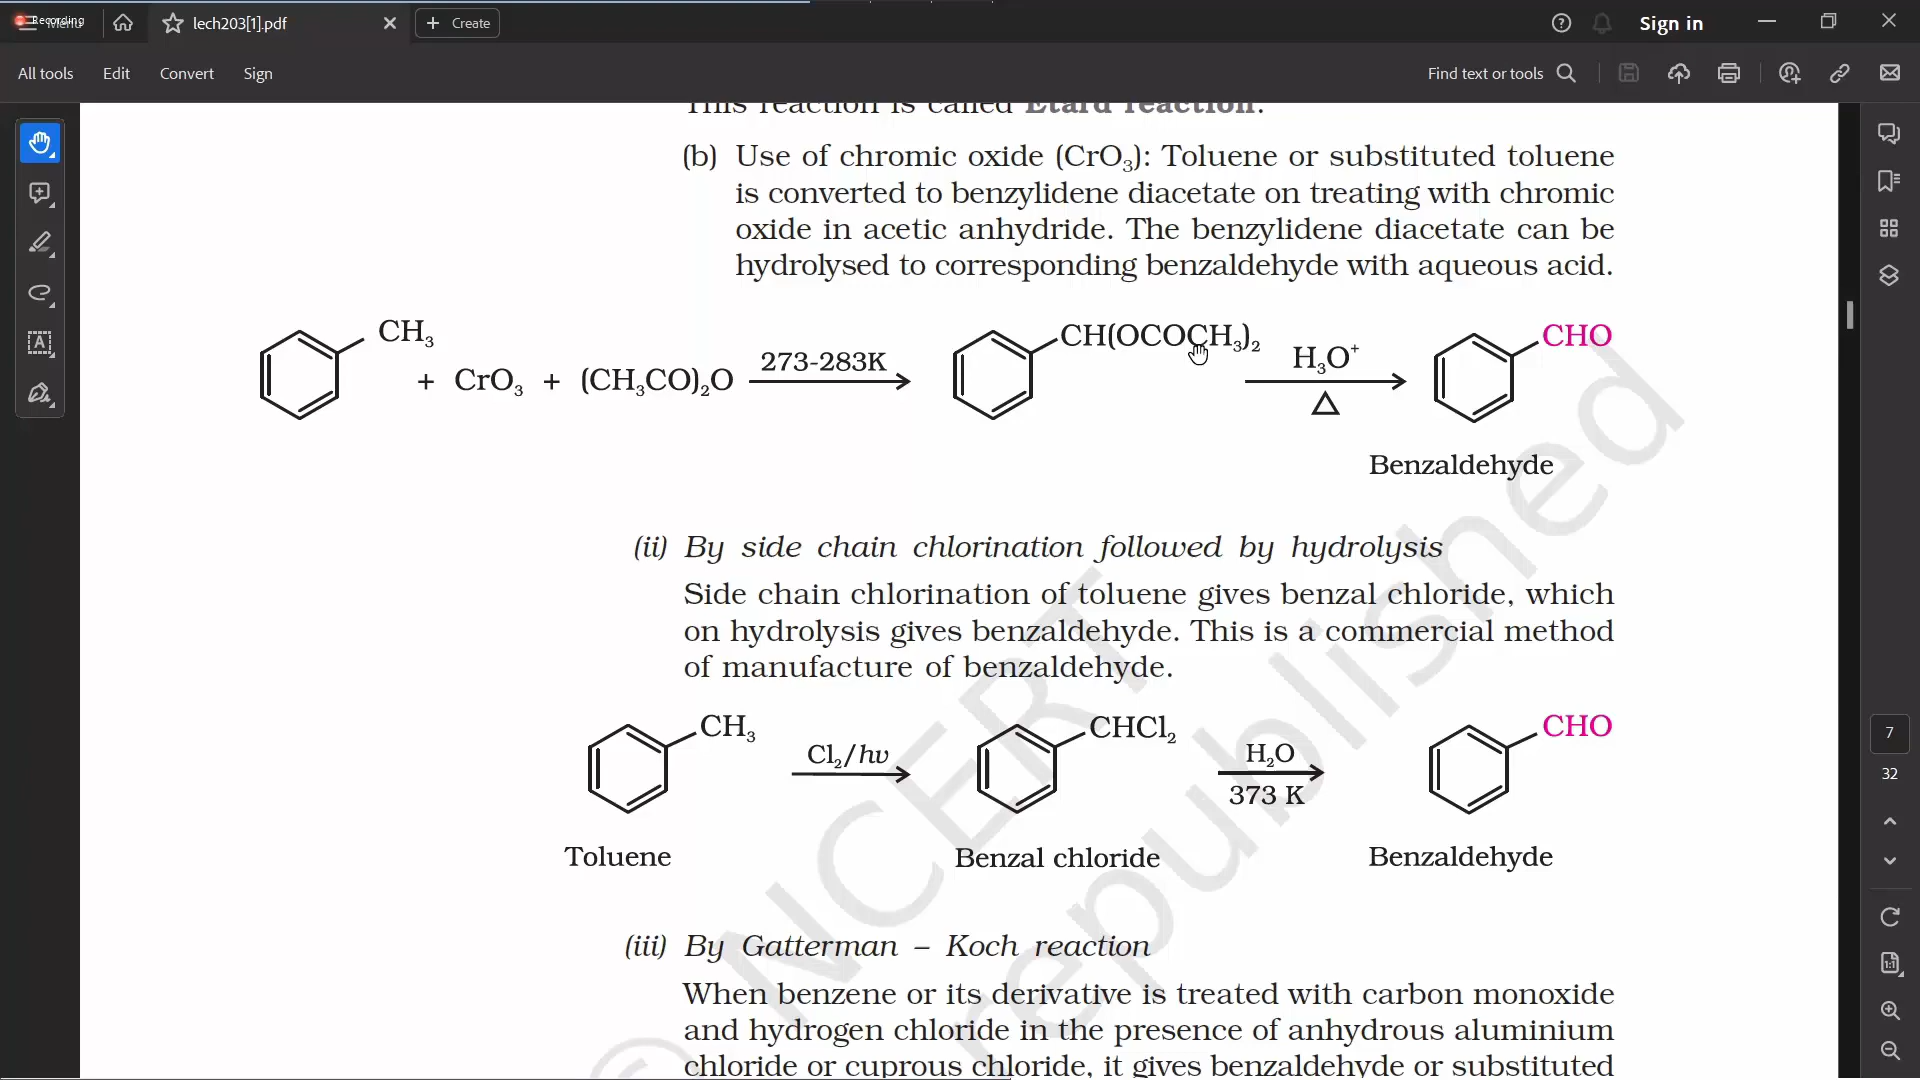 Recording
Menu
lech203[1].pdf
Create
Sign in
All tools
Edit
Convert
Sign
Find text or tools
This reaction is called Etard reaction.
(b) Use of chromic oxide (CrO₃): Toluene or substituted toluene
is converted to benzylidene diacetate on treating with chromic
oxide in acetic anhydride. The benzylidene diacetate can be
hydrolysed to corresponding benzaldehyde with aqueous acid.
CH₃ + CrO₃ + (CH₃CO)₂O 273-283K CH(OCOCH₃)₂ H₃O⁺ △ CHO
Benzaldehyde
(ii) By side chain chlorination followed by hydrolysis
Side chain chlorination of toluene gives benzal chloride, which
on hydrolysis gives benzaldehyde. This is a commercial method
of manufacture of benzaldehyde.
CH₃ Cl₂/hν CHCl₂ H₂O 373 K CHO
Toluene Benzal chloride Benzaldehyde
(iii) By Gatterman – Koch reaction
When benzene or its derivative is treated with carbon monoxide
and hydrogen chloride in the presence of anhydrous aluminium
chloride or cuprous chloride, it gives benzaldehyde or substituted
© NCERT
republished
7
32
1:1